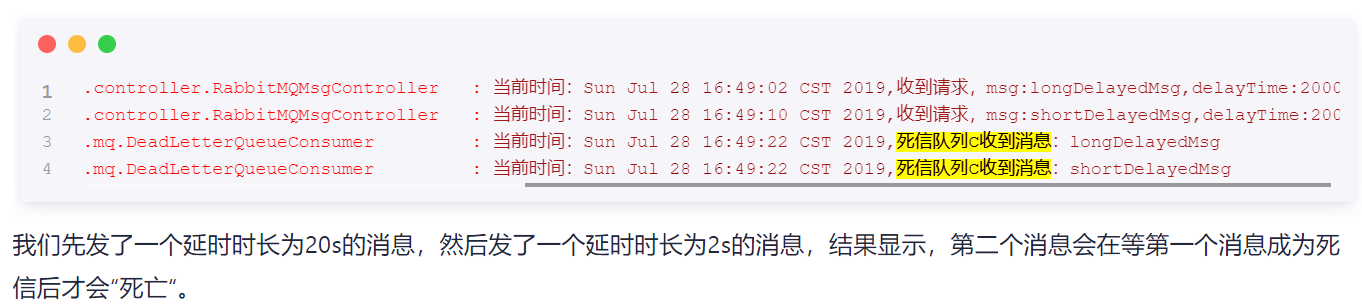 1 .controller.RabbitMQMsgController : 当前时间：Sun Jul 28 16:49:02 CST 2019,收到请求，msg:longDelayedMsg,delayTime:2000
2 .controller.RabbitMQMsgController : 当前时间：Sun Jul 28 16:49:10 CST 2019,收到请求，msg:shortDelayedMsg,delayTime:200
3 .mq.DeadLetterQueueConsumer : 当前时间：Sun Jul 28 16:49:22 CST 2019,死信队列C收到消息：longDelayedMsg
4 .mq.DeadLetterQueueConsumer : 当前时间：Sun Jul 28 16:49:22 CST 2019,死信队列C收到消息：shortDelayedMsg
我们先发了一个延时时长为20s的消息，然后发了一个延时时长为2s的消息，结果显示，第二个消息会在等第一个消息成为死
信后才会“死亡“。